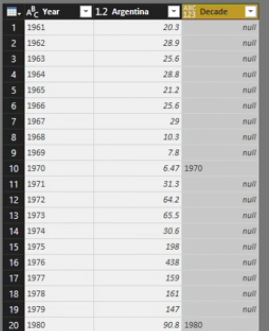 ABC Year 1.2 Argentina ABC 123 Decade
1 1961 20.3 null
2 1962 28.9 null
3 1963 25.6 null
4 1964 28.8 null
5 1965 21.2 null
6 1966 25.6 null
7 1967 29 null
8 1968 10.3 null
9 1969 7.8 null
10 1970 6.47 1970
11 1971 31.3 null
12 1972 64.2 null
13 1973 65.5 null
14 1974 30.6 null
15 1975 198 null
16 1976 438 null
17 1977 159 null
18 1978 161 null
19 1979 147 null
20 1980 90.8 1980